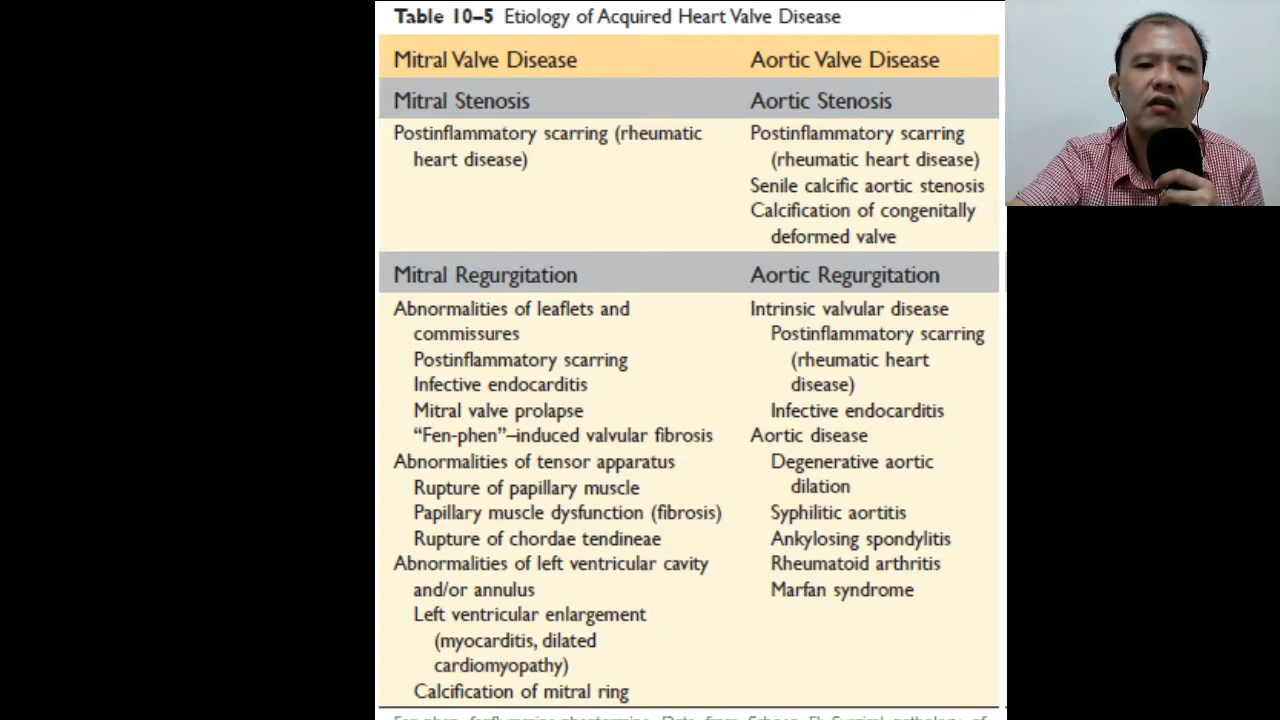 Table 10–5 Etiology of Acquired Heart Valve Disease
Mitral Valve Disease
Aortic Valve Disease
Mitral Stenosis
Aortic Stenosis
Postinflammatory scarring (rheumatic
heart disease)
Postinflammatory scarring
(rheumatic heart disease)
Senile calcific aortic stenosis
Calcification of congenitally
deformed valve
Mitral Regurgitation
Aortic Regurgitation
Abnormalities of leaflets and
commissures
Postinflammatory scarring
Infective endocarditis
Mitral valve prolapse
“Fen-phen”–induced valvular fibrosis
Abnormalities of tensor apparatus
Rupture of papillary muscle
Papillary muscle dysfunction (fibrosis)
Rupture of chordae tendineae
Abnormalities of left ventricular cavity
and/or annulus
Left ventricular enlargement
(myocarditis, dilated
cardiomyopathy)
Calcification of mitral ring
Intrinsic valvular disease
Postinflammatory scarring
(rheumatic heart
disease)
Infective endocarditis
Aortic disease
Degenerative aortic
dilation
Syphilitic aortitis
Ankylosing spondylitis
Rheumatoid arthritis
Marfan syndrome